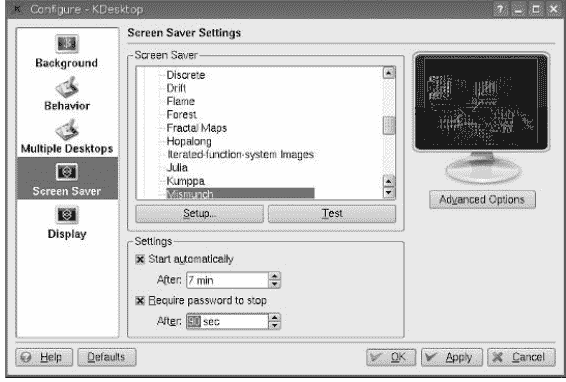 Configure - KDesktop
Background
Behavior
Multiple Desktops
Screen Saver
Display
Screen Saver Settings
Screen Saver
Discrete
Drift
Flame
Forest
Fractal Maps
Hopalong
Iterated-function-system Images
Julia
Kumppa
Mismunch
Setup...
Test
Advanced Options
Settings
Start automatically
After: 7 min
Require password to stop
After: sec
Help
Defaults
OK
Apply
Cancel